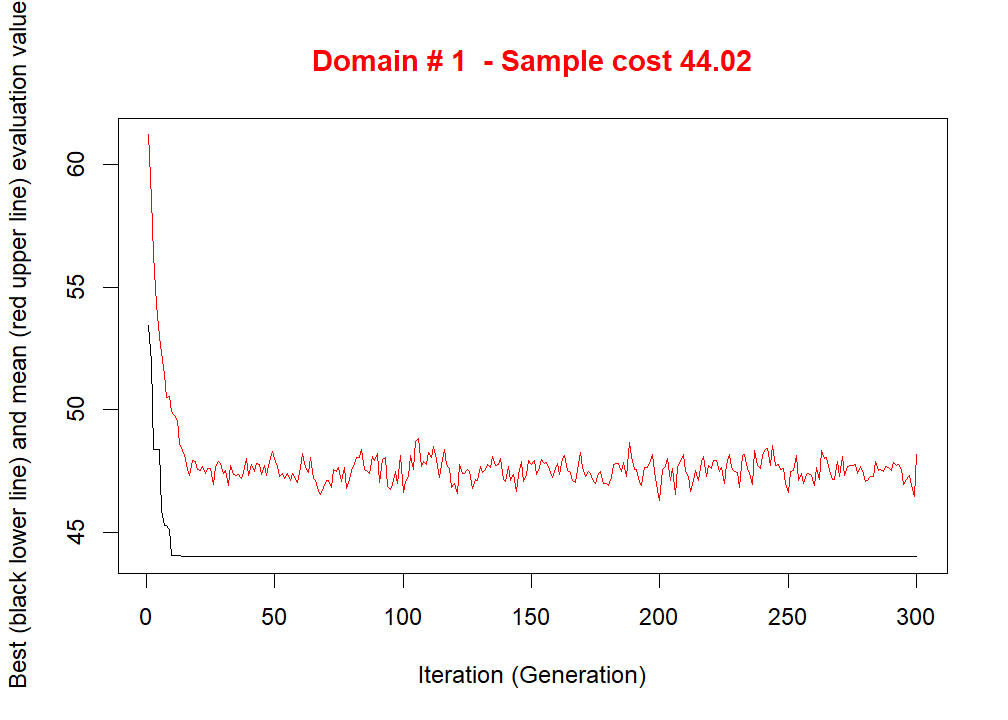 Domain # 1 - Sample cost 44.02
Best (black lower line) and mean (red upper line) evaluation value
60
55
50
45
0 50 100 150 200 250 300
Iteration (Generation)